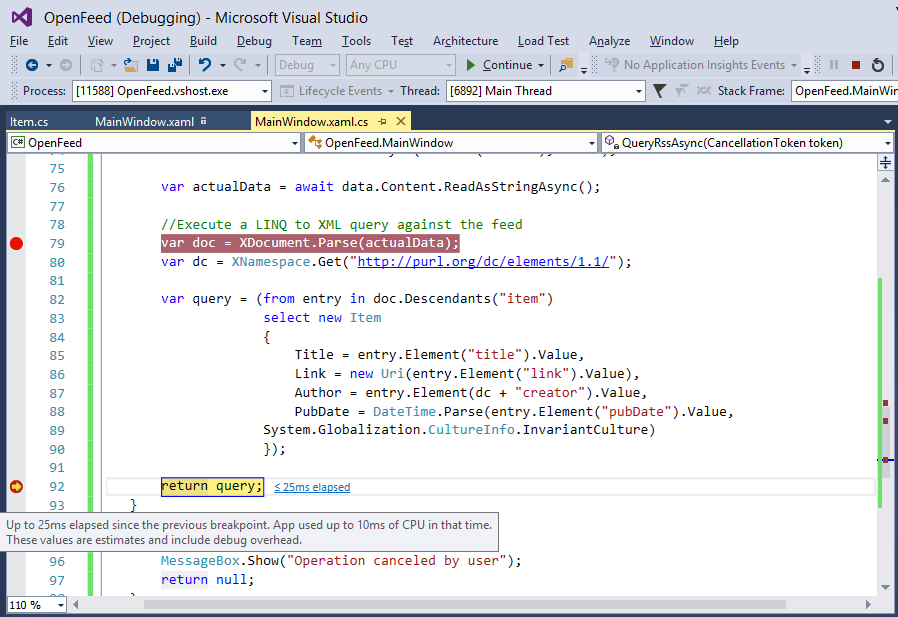 OpenFeed (Debugging) - Microsoft Visual Studio
File Edit View Project Build Debug Team Tools Test Architecture Load Test Analyze Window Help
Debug Any CPU Continue No Application Insights Events
Process: [11588] OpenFeed.vshost.exe Lifecycle Events Thread: [6892] Main Thread Stack Frame: OpenFeed.MainWin
Item.cs MainWindow.xaml MainWindow.xaml.cs
C# OpenFeed OpenFeed.MainWindow QueryRssAsync(CancellationToken token)
75
76 var actualData = await data.Content.ReadAsStringAsync();
77
78 //Execute a LINQ to XML query against the feed
79 var doc = XDocument.Parse(actualData);
80 var dc = XNamespace.Get("http://purl.org/dc/elements/1.1/");
81
82 var query = (from entry in doc.Descendants("item")
83 select new Item
84 {
85 Title = entry.Element("title").Value,
86 Link = new Uri(entry.Element("link").Value),
87 Author = entry.Element(dc + "creator").Value,
88 PubDate = DateTime.Parse(entry.Element("pubDate").Value,
89 System.Globalization.CultureInfo.InvariantCulture)
90 });
91
92 return query; ≤ 25ms elapsed
93 }
Up to 25ms elapsed since the previous breakpoint. App used up to 10ms of CPU in that time.
These values are estimates and include debug overhead.
96 MessageBox.Show("Operation canceled by user");
97 return null;
110 %